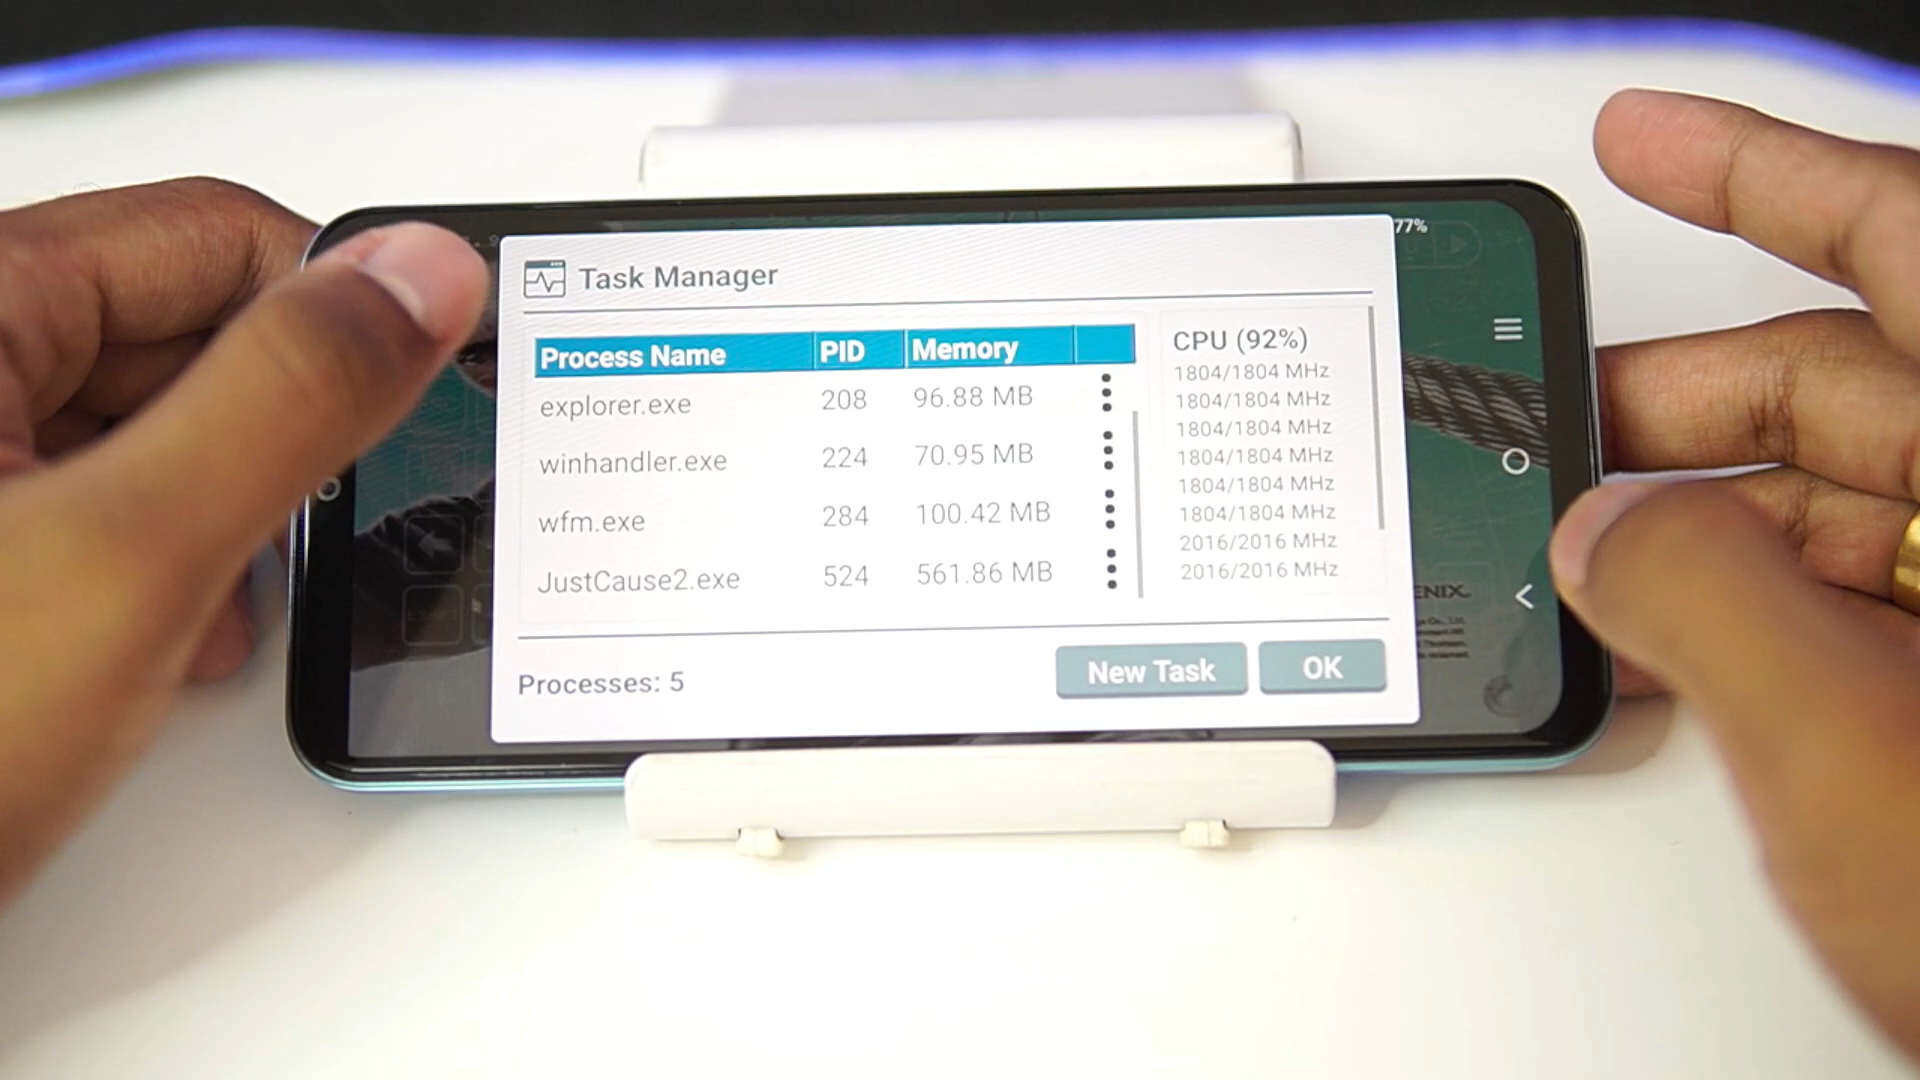 77%
Task Manager
Process Name PID Memory
explorer.exe 208 96.88 MB
winhandler.exe 224 70.95 MB
wfm.exe 284 100.42 MB
JustCause2.exe 524 561.86 MB
CPU (92%)
1804/1804 MHz
1804/1804 MHz
1804/1804 MHz
1804/1804 MHz
1804/1804 MHz
1804/1804 MHz
2016/2016 MHz
2016/2016 MHz
Processes: 5
New Task
OK
ENIX.